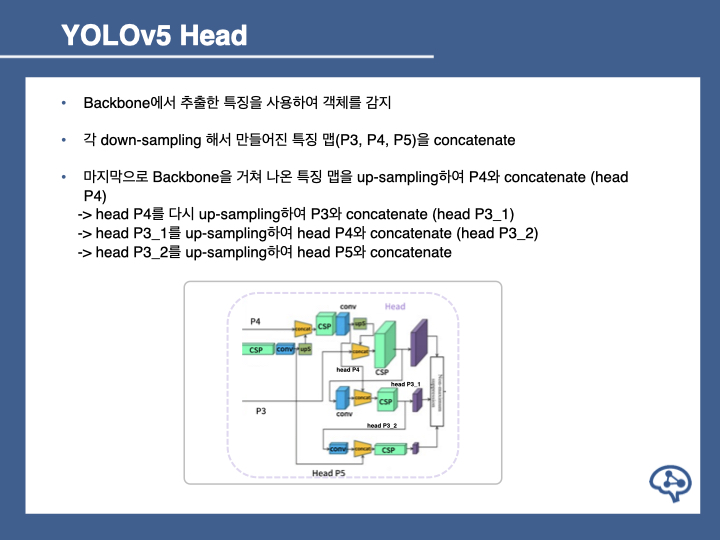 YOLOv5 Head
• Backbone에서 추출한 특징을 사용하여 객체를 감지
• 각 down-sampling 해서 만들어진 특징 맵(P3, P4, P5)을 concatenate
• 마지막으로 Backbone을 거쳐 나온 특징 맵을 up-sampling하여 P4와 concatenate (head
P4)
-> head P4를 다시 up-sampling하여 P3와 concatenate (head P3_1)
-> head P3_1를 up-sampling하여 head P4와 concatenate (head P3_2)
-> head P3_2를 up-sampling하여 head P5와 concatenate
conv
Head
P4
concat
CSP
upS
CSP
conv
upS
concat
head P4
CSP
head P3_1
Non-maximum
suppression
P3
concat
CSP
conv
head P3_2
conv
concat
CSP
Head P5